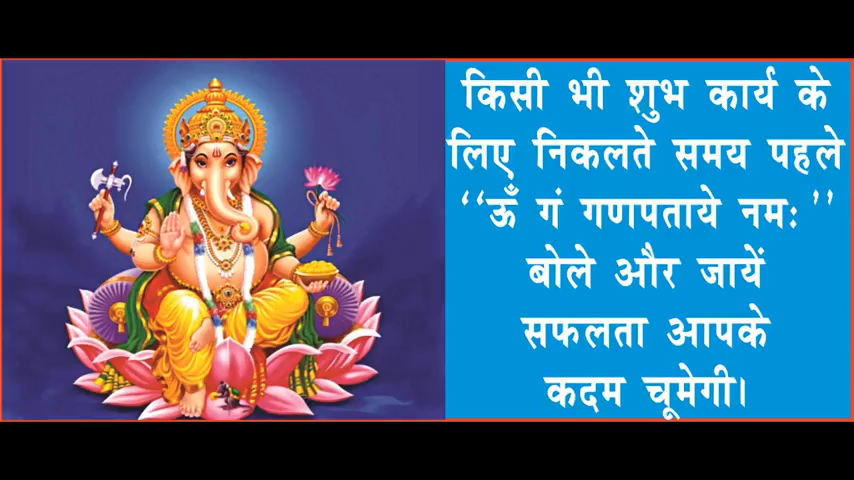 किसी भी शुभ कार्य के
लिए निकलते समय पहले
‘‘ऊँ गं गणपताये नमः’’
बोले और जायें
सफलता आपके
कदम चूमेगी।